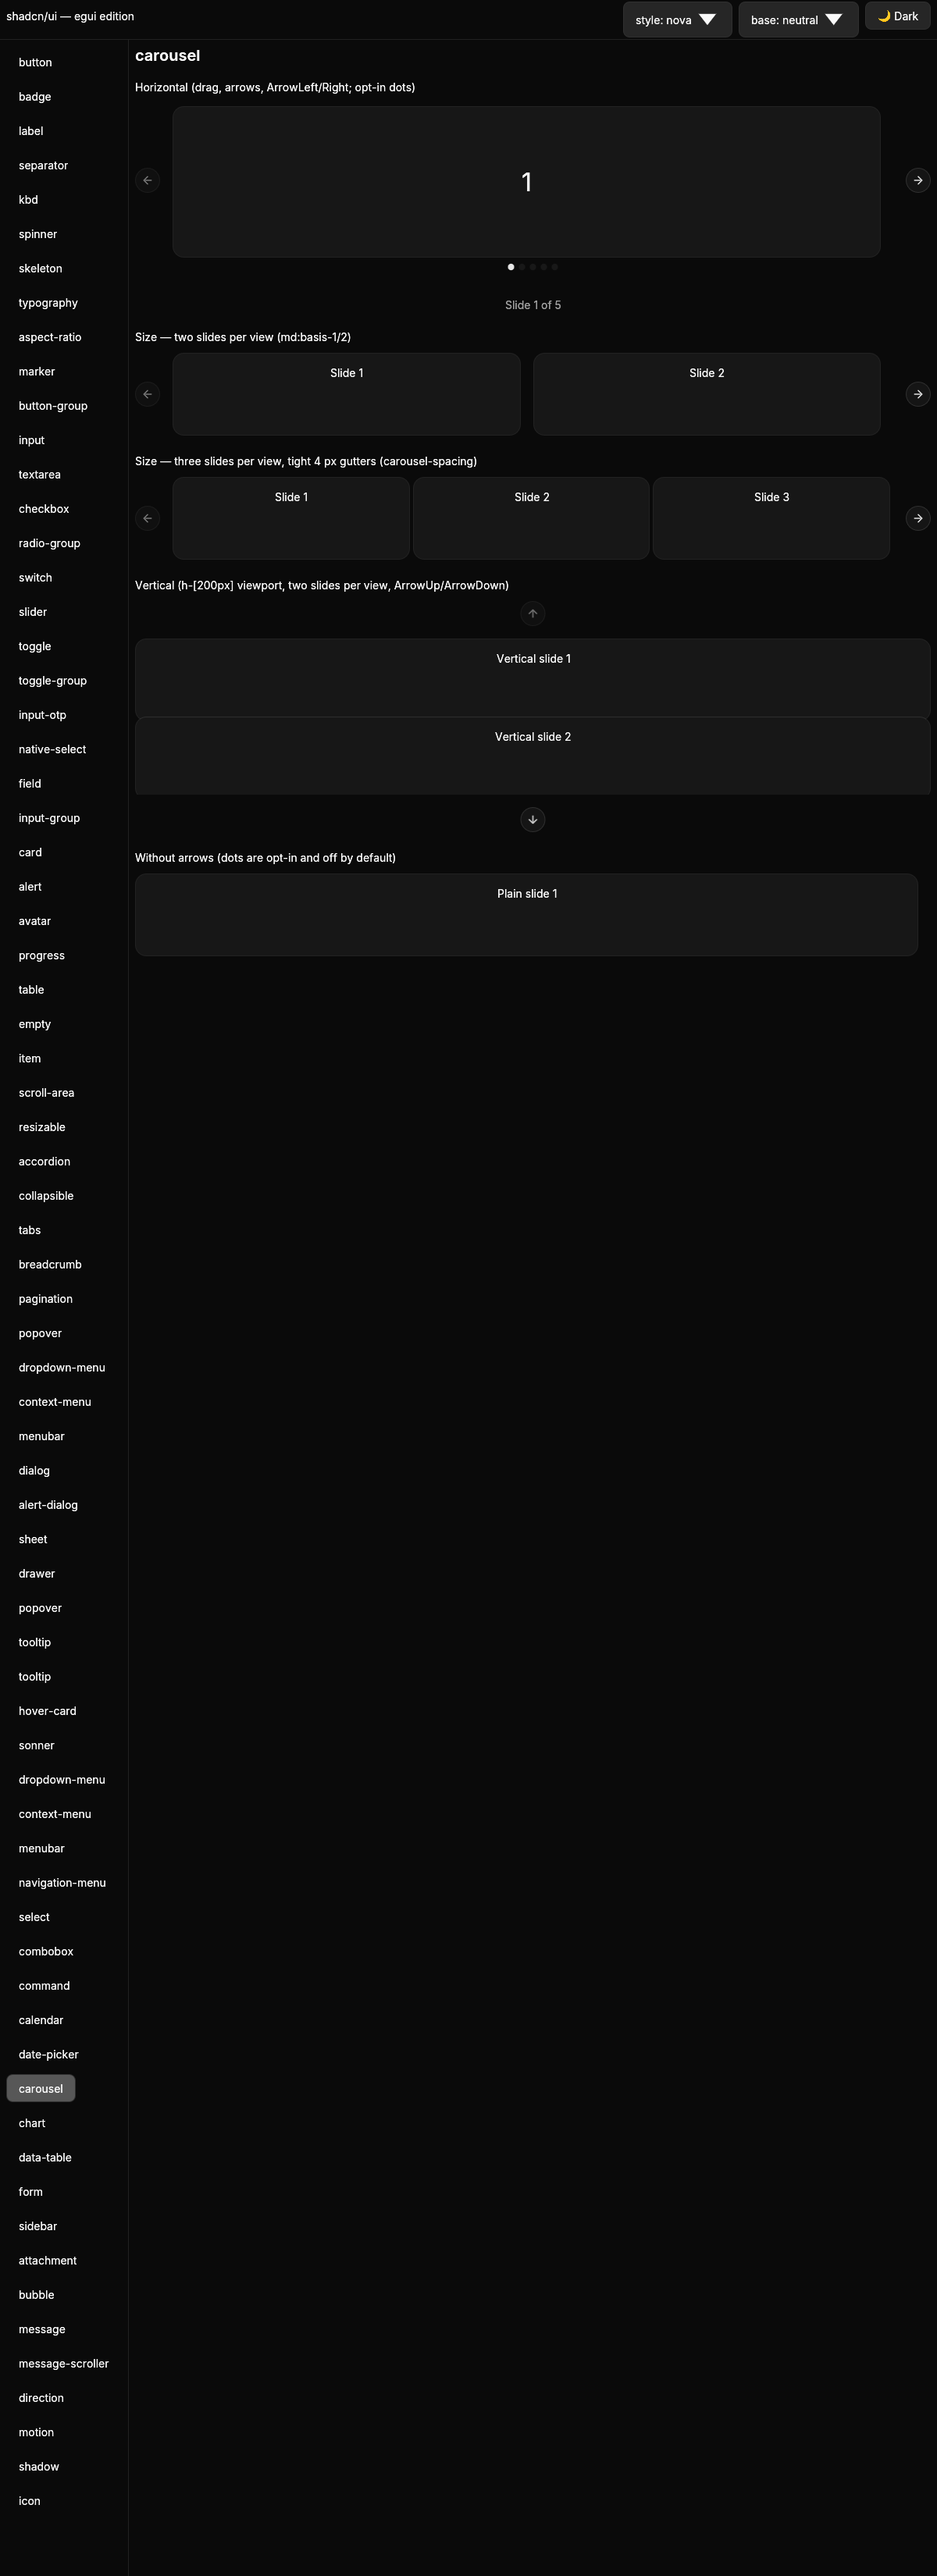 shadcn/ui — egui edition
style: nova
base: neutral
🌙 Dark
button
badge
label
separator
kbd
spinner
skeleton
typography
aspect-ratio
marker
button-group
input
textarea
checkbox
radio-group
switch
slider
toggle
toggle-group
input-otp
native-select
field
input-group
card
alert
avatar
progress
table
empty
item
scroll-area
resizable
accordion
collapsible
tabs
breadcrumb
pagination
popover
dropdown-menu
context-menu
menubar
dialog
alert-dialog
sheet
drawer
popover
tooltip
tooltip
hover-card
sonner
dropdown-menu
context-menu
menubar
navigation-menu
select
combobox
command
calendar
date-picker
carousel
chart
data-table
form
sidebar
attachment
bubble
message
message-scroller
direction
motion
shadow
icon
carousel
Horizontal (drag, arrows, ArrowLeft/Right; opt-in dots)
1
Slide 1 of 5
Size — two slides per view (md:basis-1/2)
Slide 1
Slide 2
Size — three slides per view, tight 4 px gutters (carousel-spacing)
Slide 1
Slide 2
Slide 3
Vertical (h-[200px] viewport, two slides per view, ArrowUp/ArrowDown)
Vertical slide 1
Vertical slide 2
Without arrows (dots are opt-in and off by default)
Plain slide 1